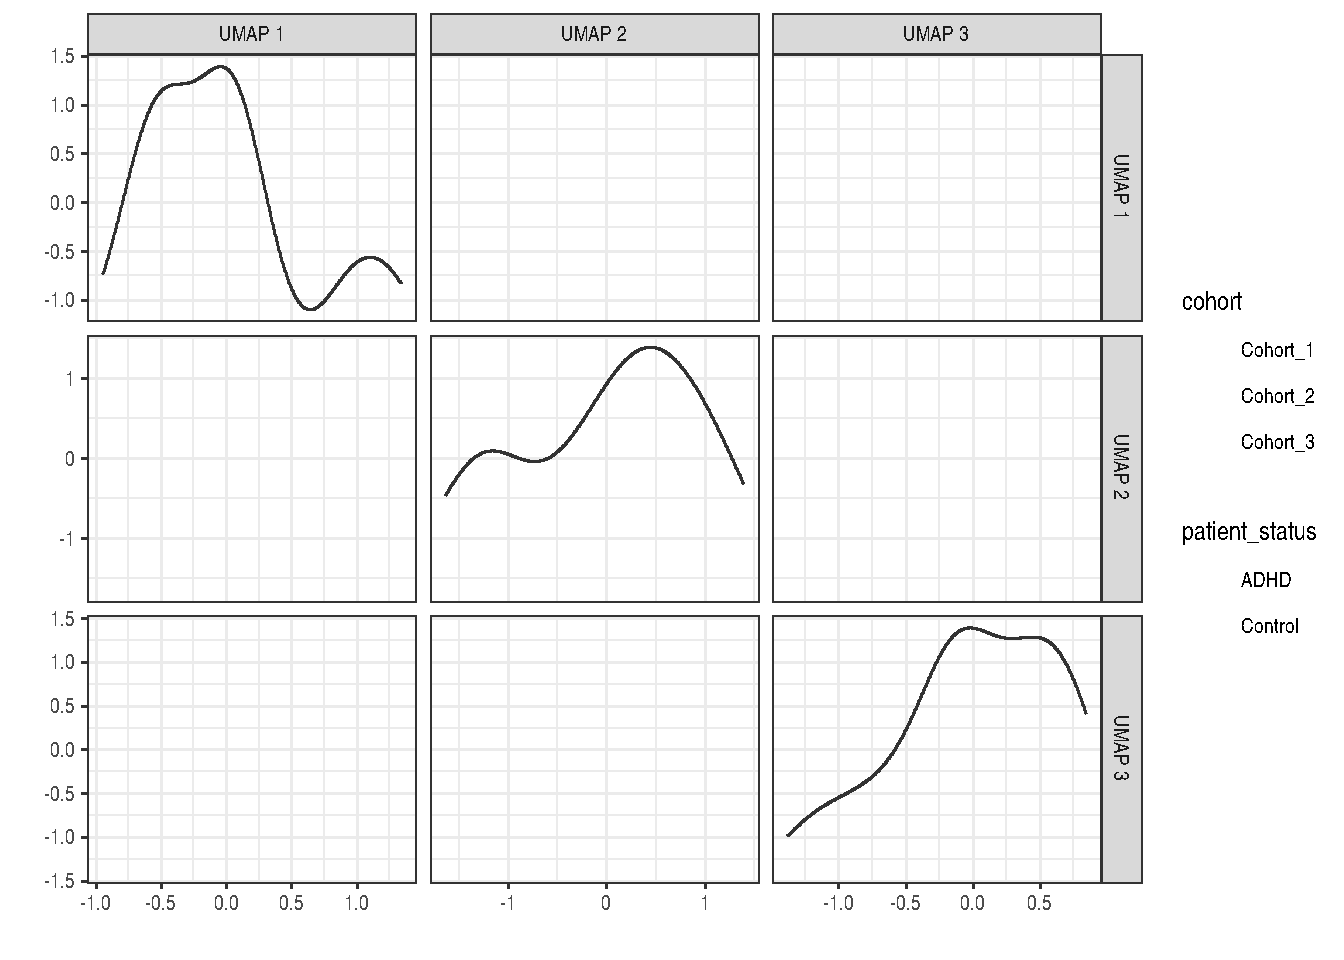 UMAP 1 UMAP 2 UMAP 3
1.5
1.0
0.5
0.0
-0.5
-1.0
UMAP 1
1
0
-1
UMAP 2
1.5
1.0
0.5
0.0
-0.5
-1.0
-1.5
UMAP 3
-1.0 -0.5 0.0 0.5 1.0 -1 0 1 -1.0 -0.5 0.0 0.5
cohort
Cohort_1
Cohort_2
Cohort_3
patient_status
ADHD
Control